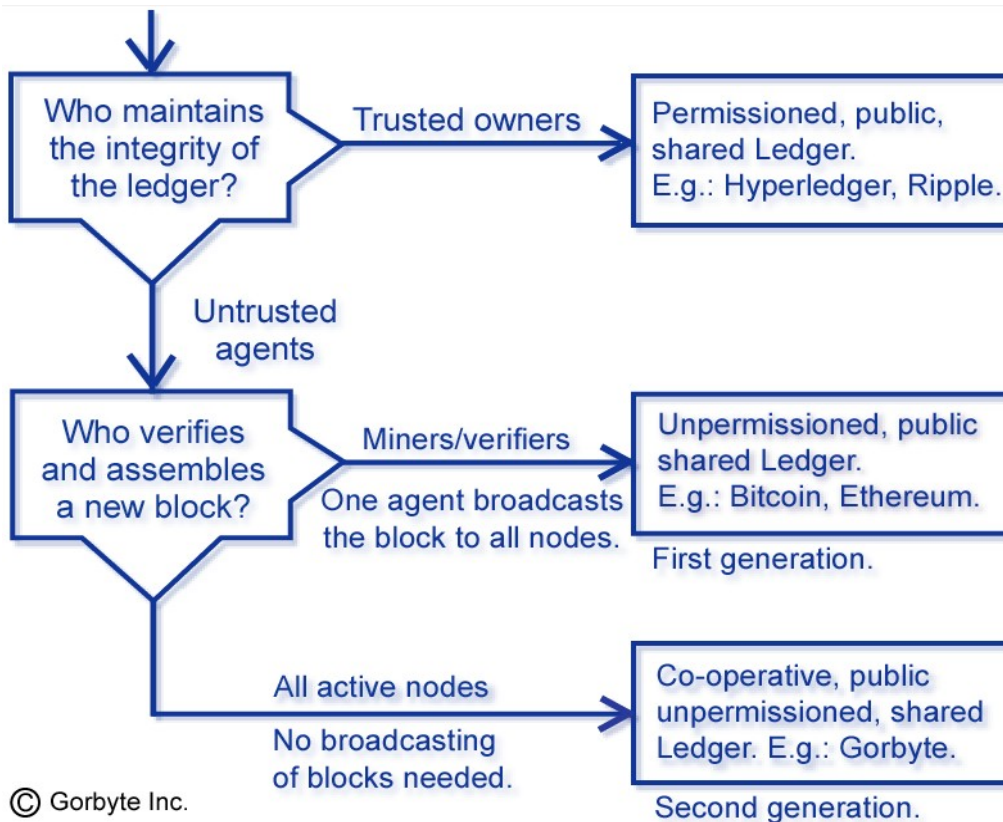 Who maintains
the integrity of
the ledger?
Trusted owners
Permissioned, public,
shared Ledger.
E.g.: Hyperledger, Ripple.
Untrusted
agents
Who verifies
and assembles
a new block?
Miners/verifiers
One agent broadcasts
the block to all nodes.
Unpermissioned, public
shared Ledger.
E.g.: Bitcoin, Ethereum.
First generation.
All active nodes
No broadcasting
of blocks needed.
Co-operative, public
unpermissioned, shared
Ledger. E.g.: Gorbyte.
Second generation.
© Gorbyte Inc.